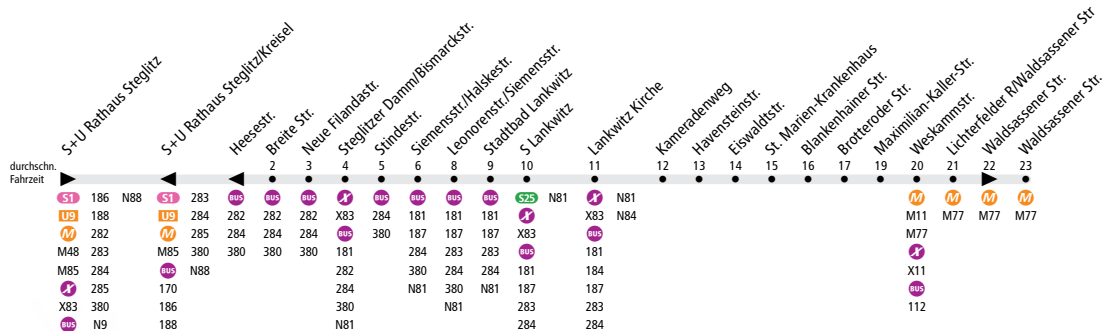 S+U Rathaus Steglitz
S+U Rathaus Steglitz/Kreisel
Heesestr.
Breite Str.
Neue Filandastr.
Steglitzer Damm/Bismarckstr.
Stindestr.
Siemensstr./Halskestr.
Leonorenstr./Siemensstr.
Stadtbad Lankwitz
S Lankwitz
Lankwitz Kirche
Kameradenweg
Havensteinstr.
Eiswaldtstr.
St. Marien-Krankenhaus
Blankenhainer Str.
Brotteroder Str.
Maximilian-Kaller-Str.
Weskammstr.
Lichterfelder R/Waldsassener Str
Waldsassener Str.
Waldsassener Str.
durchschn. 2 3 4 5 6 8 9 10 11 12 13 14 15 16 17 19 20 21 22 23
Fahrzeit
S1 186 N88 S1 283 BUS BUS BUS X BUS BUS BUS BUS S25 N81 X N81 M M M M
U9 188 U9 284 282 282 282 X83 284 181 181 181 X X83 N84 M11 M77 M77 M77
M 282 M 285 284 284 284 BUS 380 187 187 187 X83 BUS M77
M48 283 M85 380 380 380 380 181 284 283 283 BUS 181 X
M85 284 BUS N88 282 380 284 284 181 184 X11
X 285 170 284 N81 380 N81 187 187 BUS
X83 380 186 380 N81 283 283 112
BUS N9 188 N81 284 284